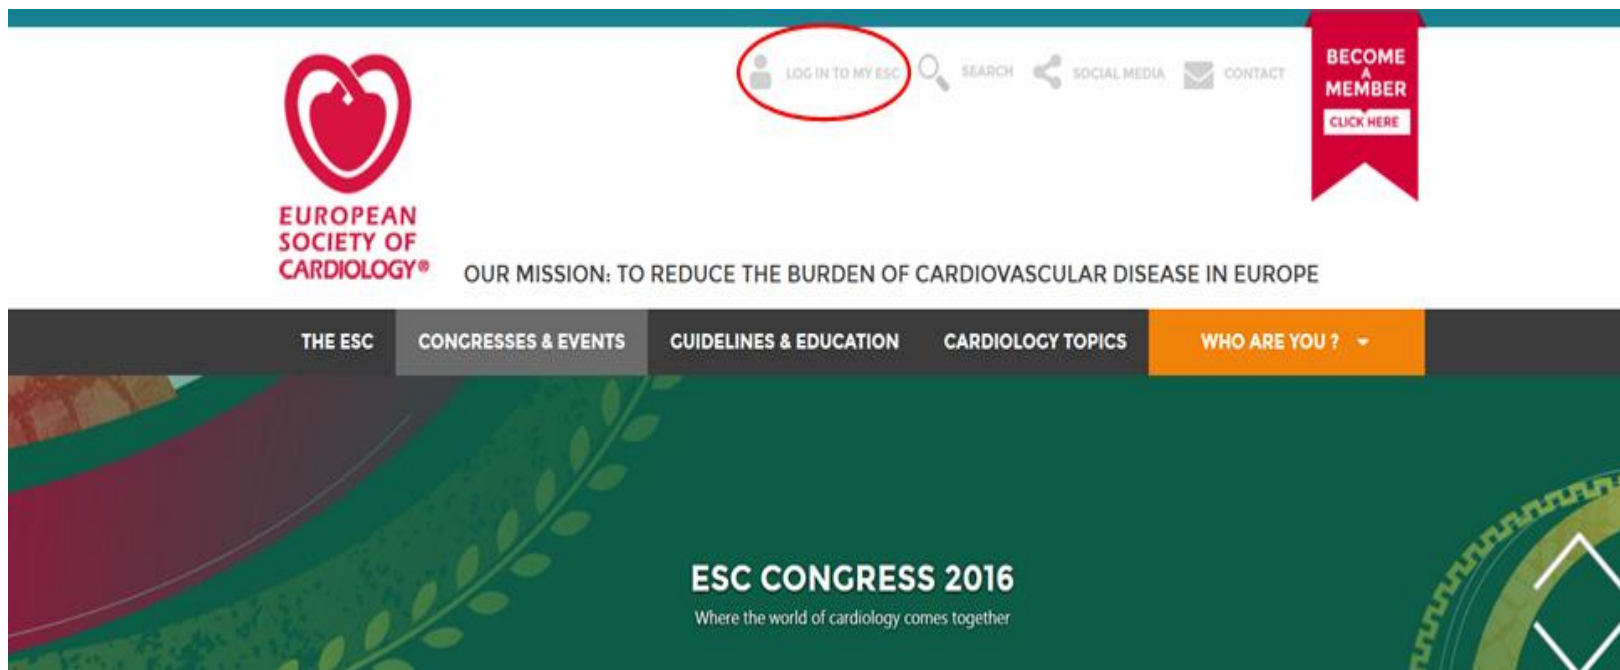 LOG IN TO MY ESC
SEARCH
SOCIAL MEDIA
CONTACT
BECOME
A
MEMBER
CLICK HERE
EUROPEAN
SOCIETY OF
CARDIOLOGY®
OUR MISSION: TO REDUCE THE BURDEN OF CARDIOVASCULAR DISEASE IN EUROPE
THE ESC
CONGRESSES & EVENTS
GUIDELINES & EDUCATION
CARDIOLOGY TOPICS
WHO ARE YOU ?
ESC CONGRESS 2016
Where the world of cardiology comes together